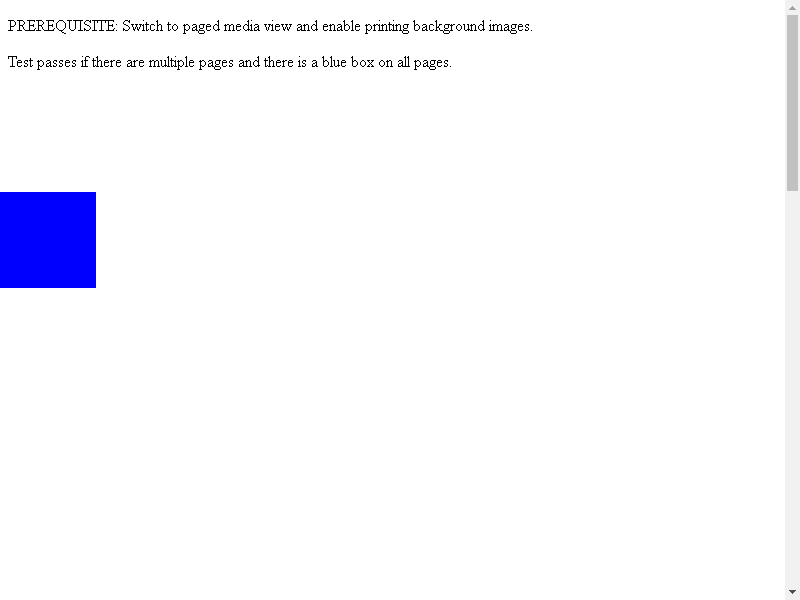 PREREQUISITE: Switch to paged media view and enable printing background images.
Test passes if there are multiple pages and there is a blue box on all pages.